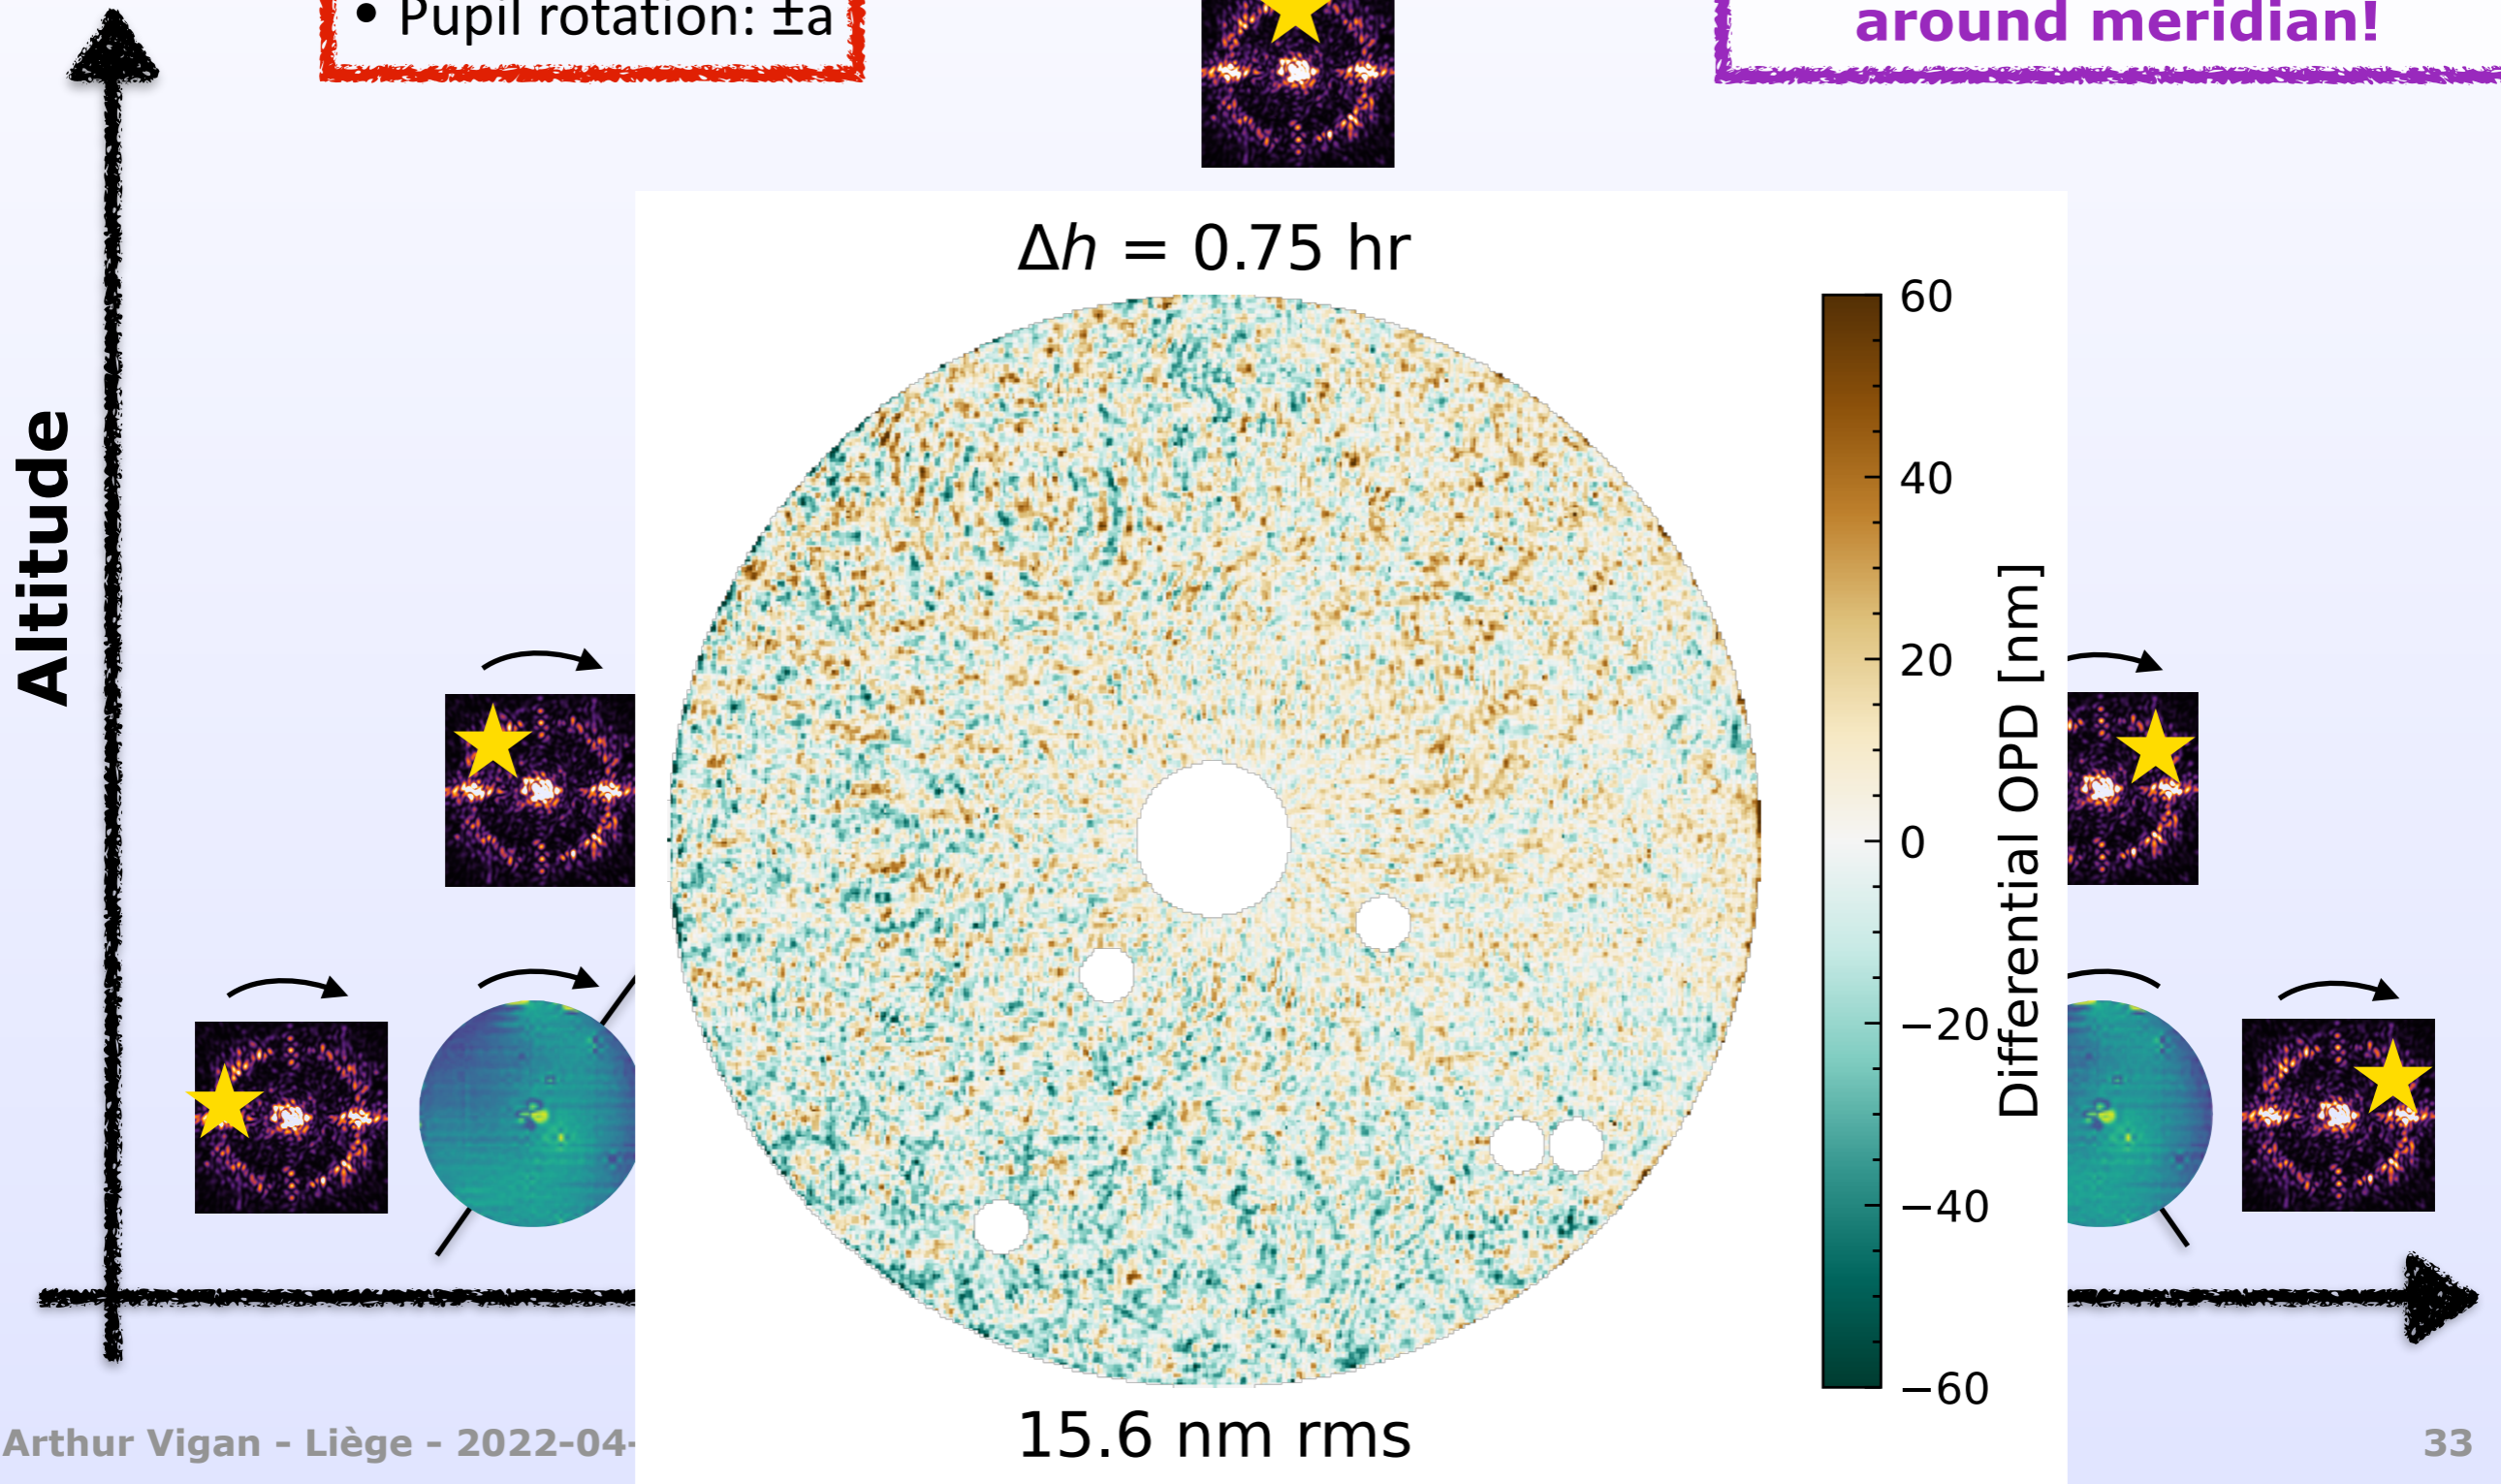 • Pupil rotation: ±a
around meridian!
Altitude
Δh = 0.75 hr
60
40
20
0
−20
−40
−60
Differential OPD [nm]
15.6 nm rms
Arthur Vigan - Liège - 2022-04-
33